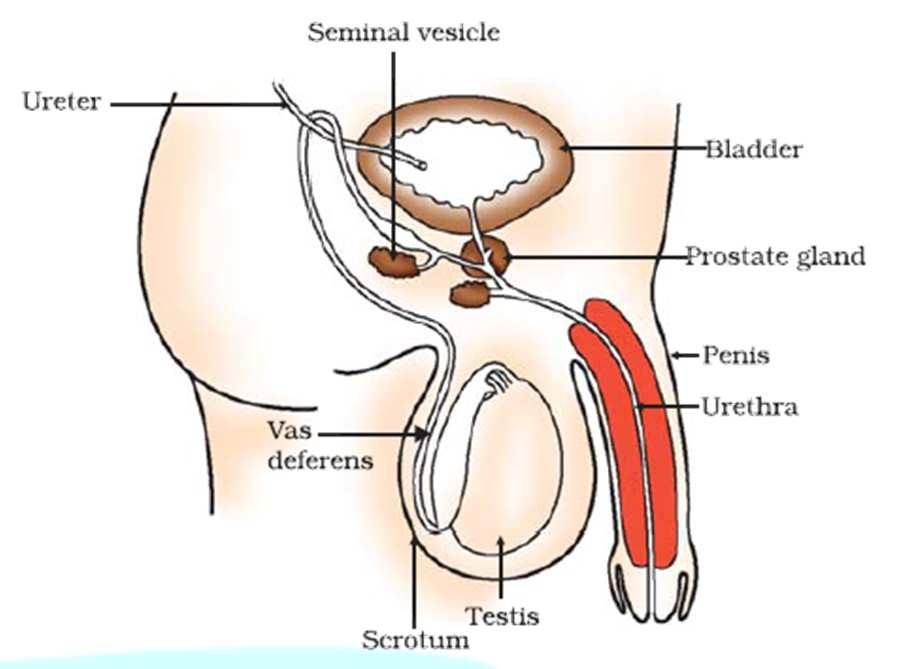 Seminal vesicle
Ureter
Bladder
Prostate gland
Penis
Urethra
Vas
deferens
Testis
Scrotum